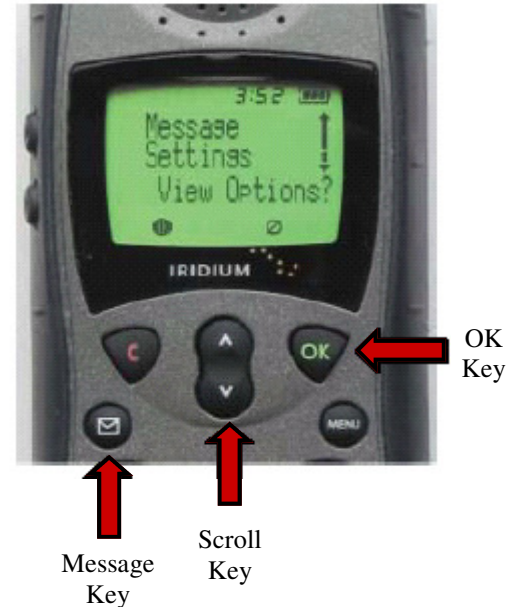 3:52
Message
Settings
View Options?
IRIDIUM
C
OK
OK
Key
MENU
Scroll
Key
Message
Key